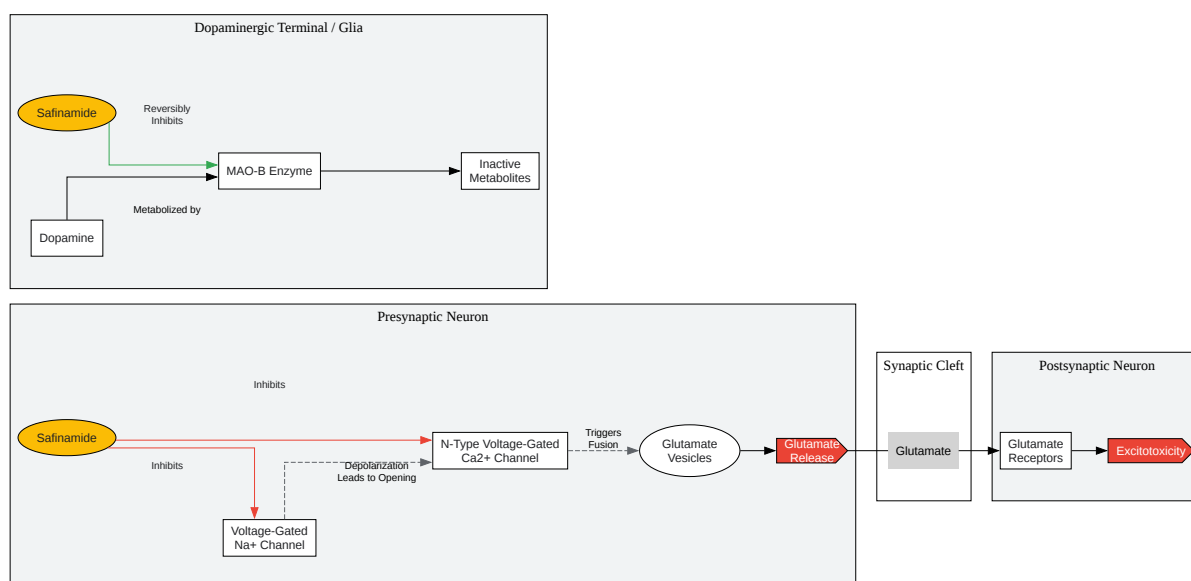 Dopaminergic Terminal / Glia
Safinamide
Reversibly
Inhibits
MAO-B Enzyme
Inactive
Metabolites
Metabolized by
Dopamine
Presynaptic Neuron
Inhibits
Safinamide
Inhibits
Voltage-Gated
Na+ Channel
Depolarization
Leads to Opening
N-Type Voltage-Gated
Ca2+ Channel
Triggers
Fusion
Glutamate
Vesicles
Glutamate
Release
Synaptic Cleft
Glutamate
Postsynaptic Neuron
Glutamate
Receptors
Excitotoxicity